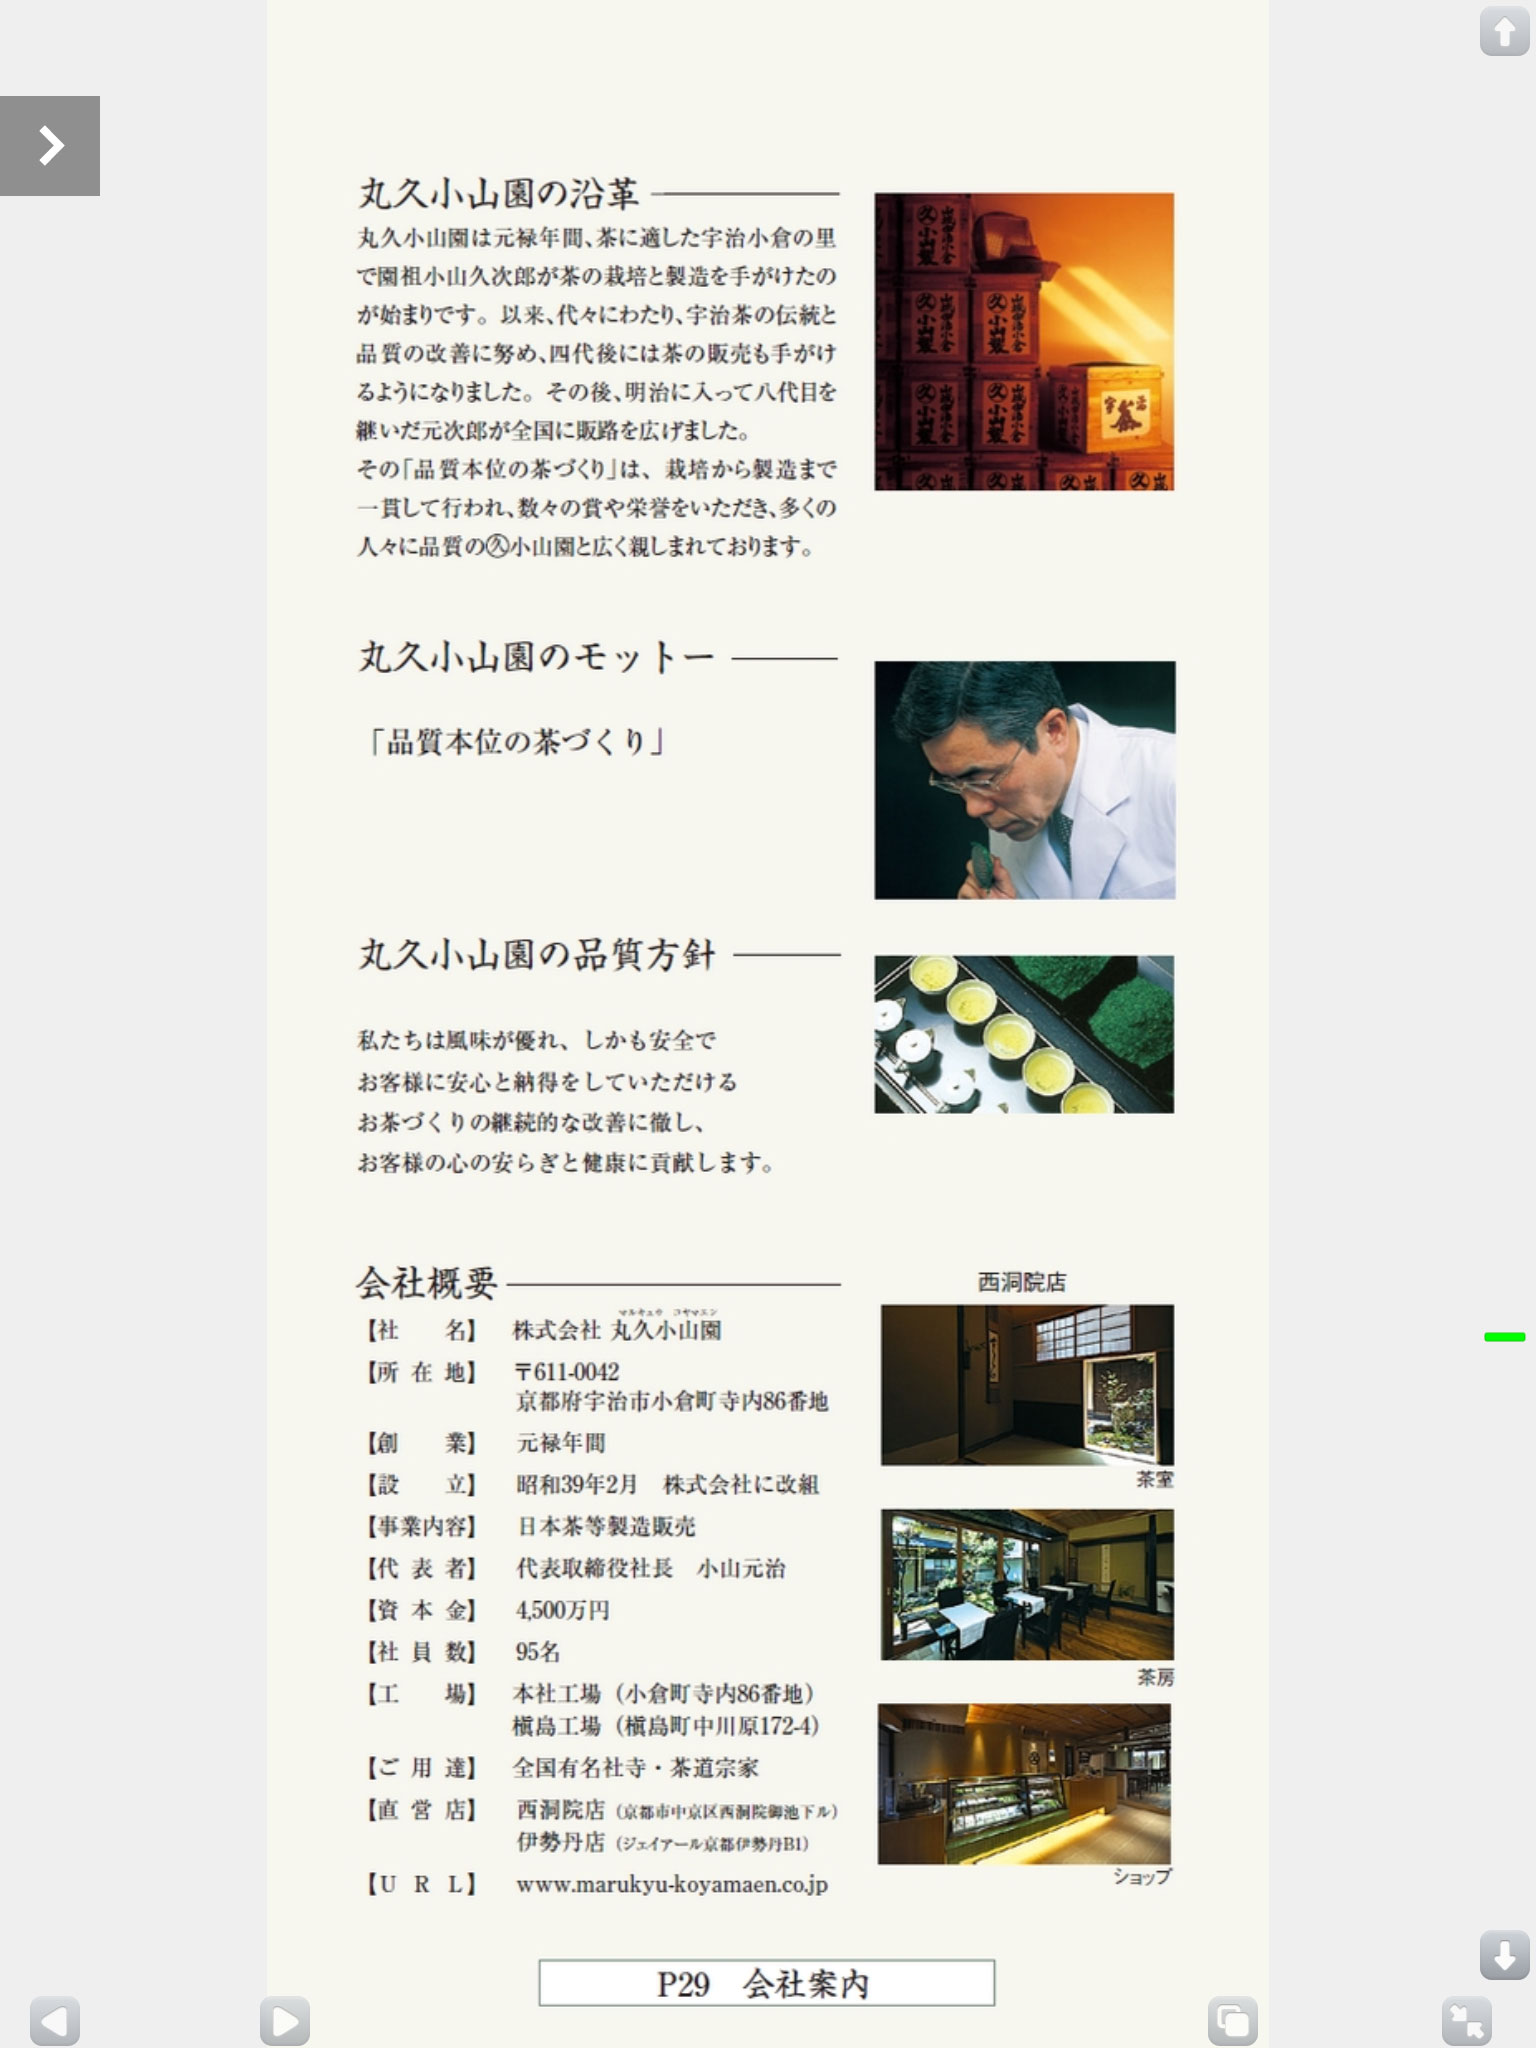 丸久小山園の沿革
丸久小山園は元禄年間、茶に適した宇治小倉の里
で園祖小山久次郎が茶の栽培と製造を手がけたの
が始まりです。以来、代々にわたり、宇治茶の伝統と
品質の改善に努め、四代後には茶の販売も手がけ
るようになりました。その後、明治に入って八代目を
継いだ元次郎が全国に販路を広げました。
その「品質本位の茶づくり」は、栽培から製造まで
一貫して行われ、数々の賞や栄誉をいただき、多くの
人々に品質の㊇小山園と広く親しまれております。
丸久小山園のモットー
「品質本位の茶づくり」
丸久小山園の品質方針
私たちは風味が優れ、しかも安全で
お客様に安心と納得をしていただける
お茶づくりの継続的な改善に徹し、
お客様の心の安らぎと健康に貢献します。
会社概要
マルキュウ コヤマエン
【社 名】 株式会社 丸久小山園
【所在地】 〒611-0042
京都府宇治市小倉町寺内86番地
【創 業】 元禄年間
【設 立】 昭和39年2月 株式会社に改組
【事業内容】 日本茶等製造販売
【代表者】 代表取締役社長 小山元治
【資本金】 4,500万円
【社員数】 95名
【工 場】 本社工場（小倉町寺内86番地）
槇島工場（槇島町中川原172-4）
【ご用達】 全国有名社寺・茶道宗家
【直営店】 西洞院店（京都市中京区西洞院御池下ル）
伊勢丹店（ジェイアール京都伊勢丹B1）
【URL】 www.marukyu-koyamaen.co.jp
西洞院店
茶室
茶房
ショップ
P29 会社案内